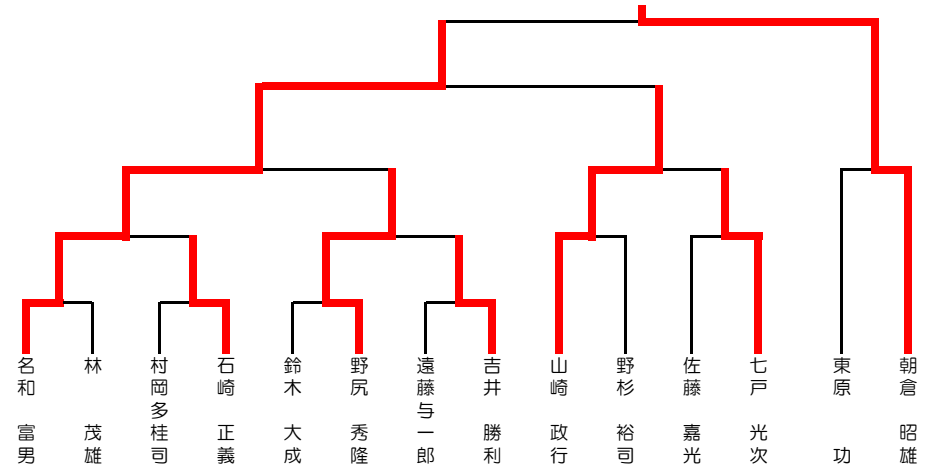 名和 富男
林 茂雄
村岡多桂司
石崎 正義
鈴木 大成
野尻 秀隆
遠藤与一郎
吉井 勝利
山崎 政行
野杉 裕司
佐藤 嘉光
七戸 光次
東原 功
朝倉 昭雄